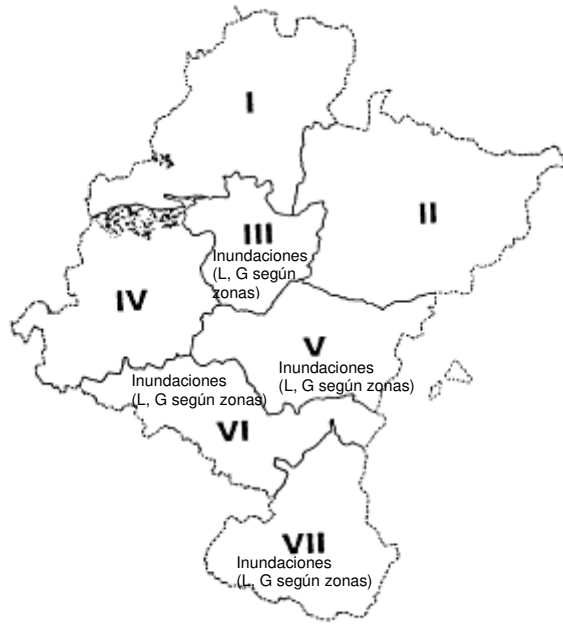 I
II
III
Inundaciones
(L, G según
zonas)
IV
V
Inundaciones
(L, G según zonas)
Inundaciones
(L, G según zonas)
VI
VII
Inundaciones
(L, G según zonas)